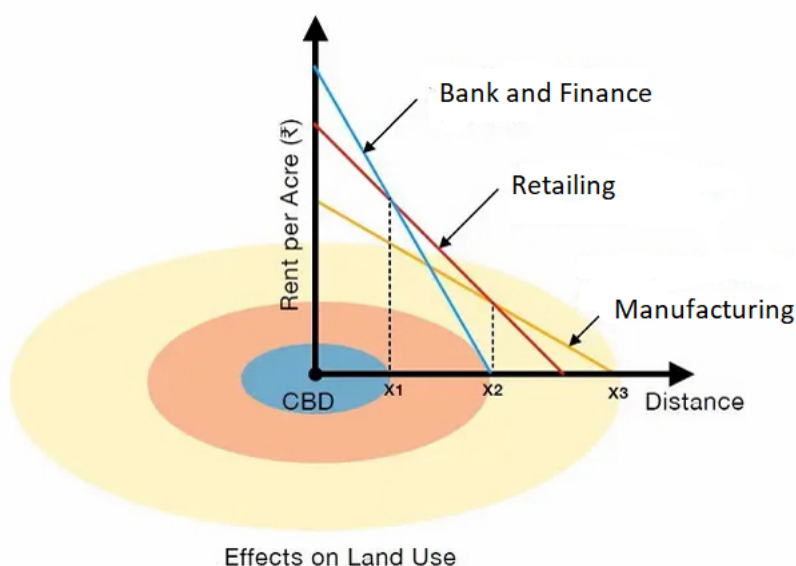 Bank and Finance
Rent per Acre (₹)
Retailing
Manufacturing
CBD
X1
X2
X3
Distance
Effects on Land Use